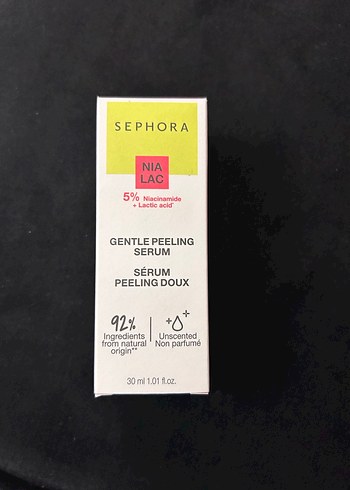 SEPHORA
NIA
LAC
5% Niacinamide
+ Lactic acid*
GENTLE PEELING
SERUM
SÉRUM
PEELING DOUX
92%
Ingredients
from natural
origin**
Unscented
Non parfumé
30 ml 1.01 fl.oz.